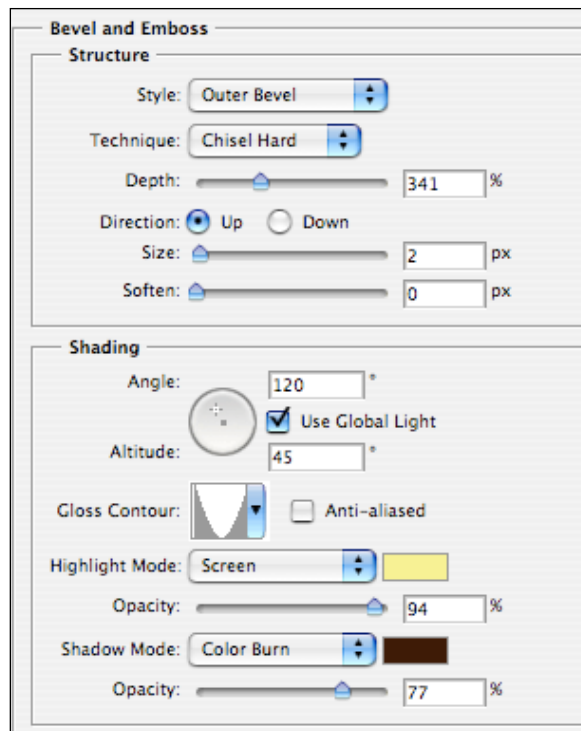 Bevel and Emboss
Structure
Style: Outer Bevel
Technique: Chisel Hard
Depth: 341 %
Direction: Up Down
Size: 2 px
Soften: 0 px
Shading
Angle: 120 °
Use Global Light
Altitude: 45 °
Gloss Contour: Anti-aliased
Highlight Mode: Screen
Opacity: 94 %
Shadow Mode: Color Burn
Opacity: 77 %